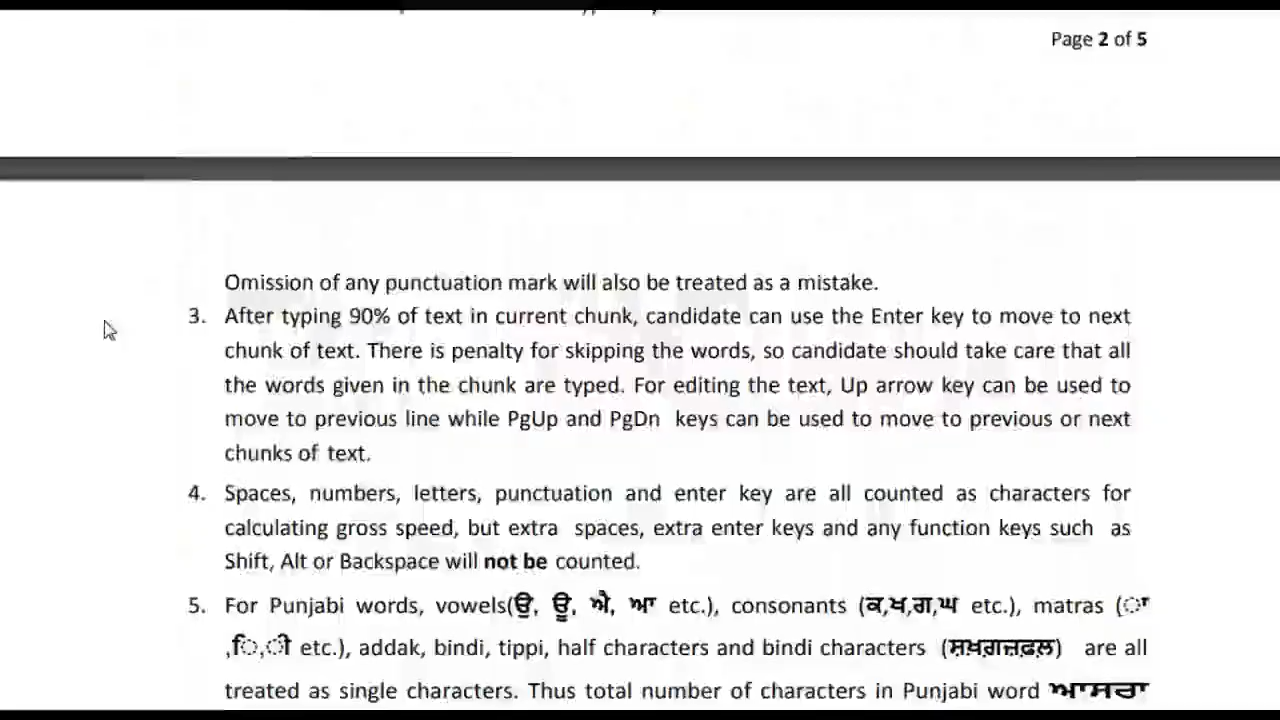 Page 2 of 5
Omission of any punctuation mark will also be treated as a mistake.
3. After typing 90% of text in current chunk, candidate can use the Enter key to move to next
chunk of text. There is penalty for skipping the words, so candidate should take care that all
the words given in the chunk are typed. For editing the text, Up arrow key can be used to
move to previous line while PgUp and PgDn keys can be used to move to previous or next
chunks of text.
4. Spaces, numbers, letters, punctuation and enter key are all counted as characters for
calculating gross speed, but extra spaces, extra enter keys and any function keys such as
Shift, Alt or Backspace will not be counted.
5. For Punjabi words, vowels(ਉ, ਊ, ਐ, ਆ etc.), consonants (ਕ,ਖ,ਗ,ਘ etc.), matras (ਾ
,ਿ,ੀ etc.), addak, bindi, tippi, half characters and bindi characters (ਸ਼ਖ਼ਗ਼ਜ਼ਫ਼ਲ਼) are all
treated as single characters. Thus total number of characters in Punjabi word ਆਸਰਾ